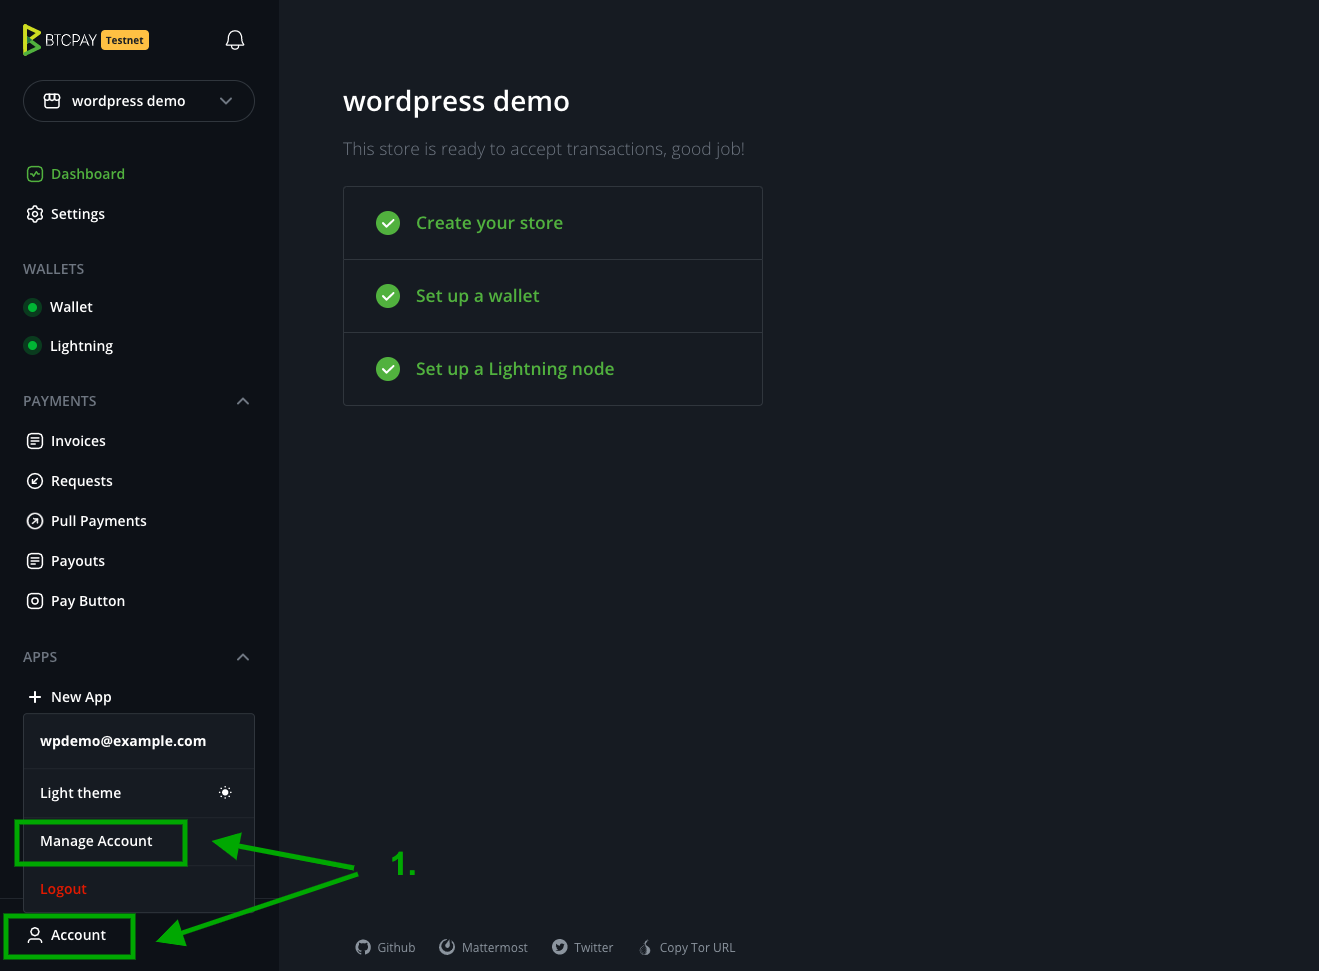 BTCPAY Testnet
wordpress demo
Dashboard
Settings
WALLETS
Wallet
Lightning
PAYMENTS
Invoices
Requests
Pull Payments
Payouts
Pay Button
APPS
New App
wpdemo@example.com
Light theme
Manage Account
Logout
Account
1.
wordpress demo
This store is ready to accept transactions, good job!
Create your store
Set up a wallet
Set up a Lightning node
Github Mattermost Twitter Copy Tor URL